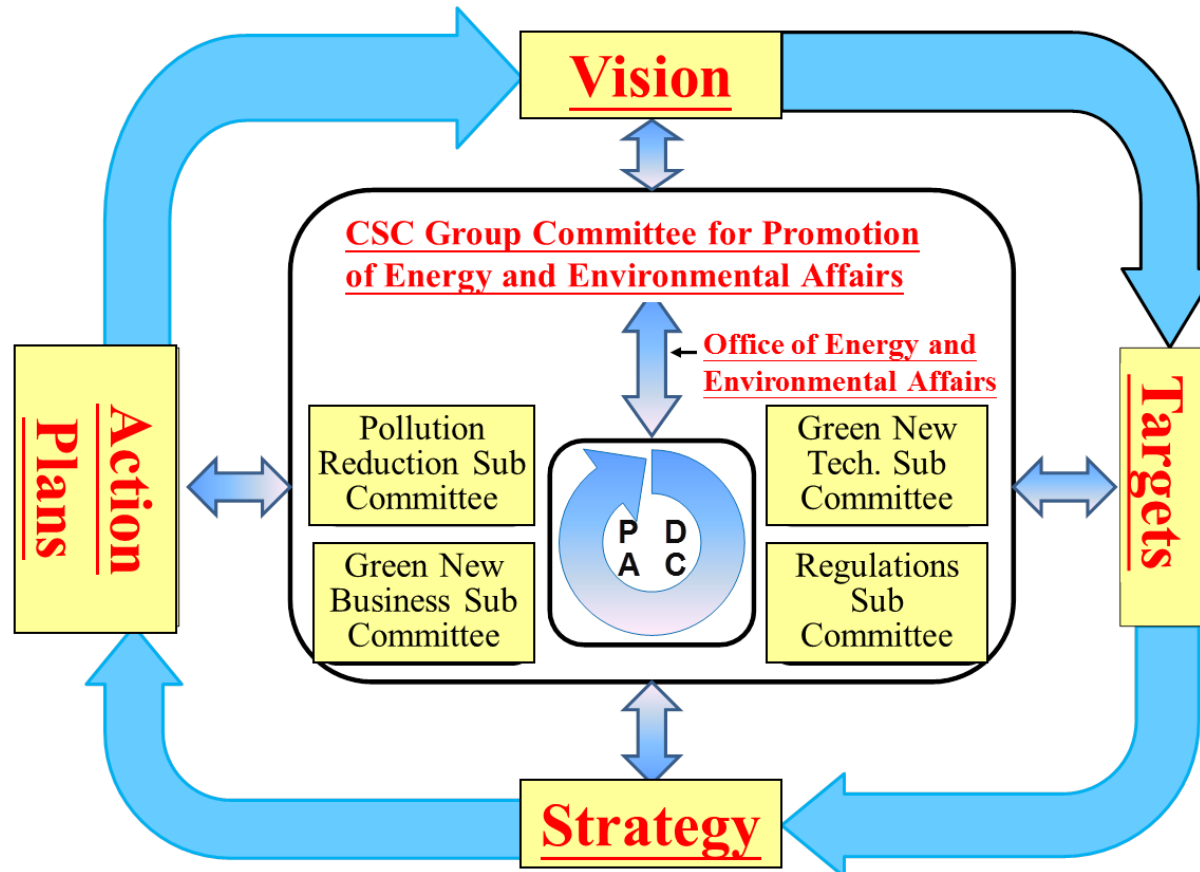 Vision
CSC Group Committee for Promotion
of Energy and Environmental Affairs
Office of Energy and
Environmental Affairs
Action
Plans
Targets
Pollution
Reduction Sub
Committee
Green New
Tech. Sub
Committee
P D
A C
Green New
Business Sub
Committee
Regulations
Sub
Committee
Strategy